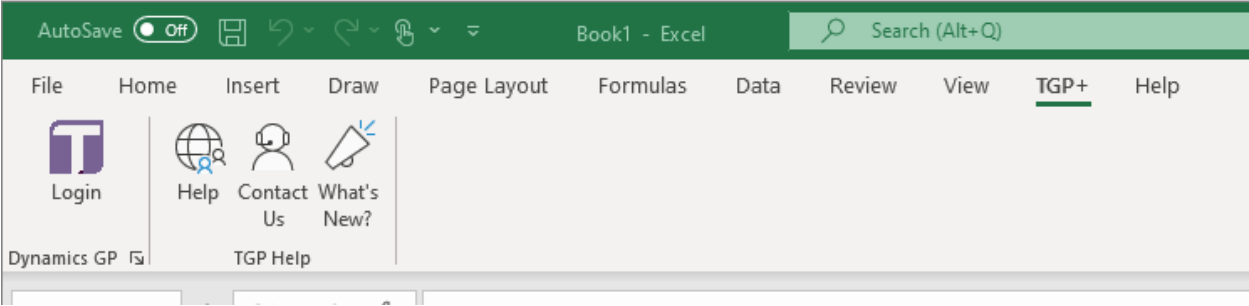 AutoSave Off Book1 - Excel Search (Alt+Q)
File Home Insert Draw Page Layout Formulas Data Review View TGP+ Help
Login Help Contact What's
Us New?
Dynamics GP TGP Help